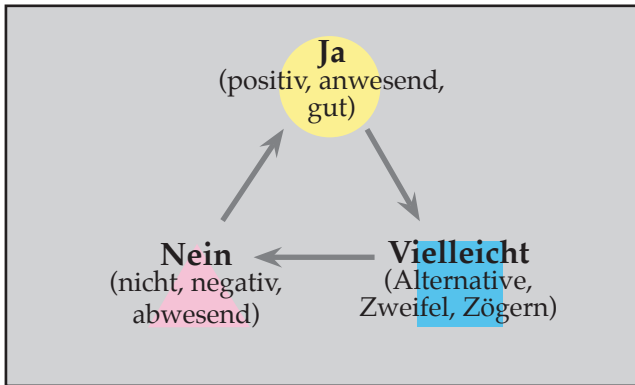 Ja
(positiv, anwesend,
gut)
Nein
(nicht, negativ,
abwesend)
Vielleicht
(Alternative,
Zweifel, Zögern)